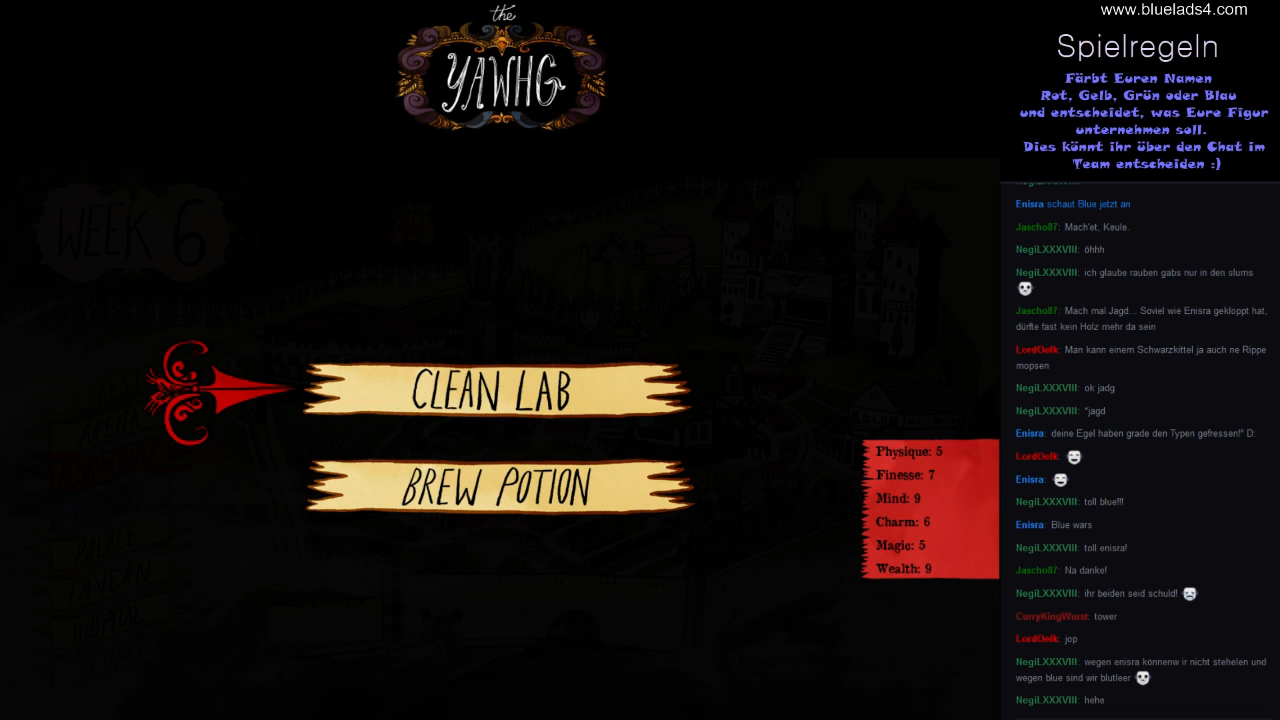 www.bluelads4.com
the
YAWHG
Spielregeln
Färbt Euren Namen
Rot, Gelb, Grün oder Blau
und entscheidet, was Eure Figur
unternehmen soll.
Dies könnt ihr über den Chat im
Team entscheiden :)
WEEK 6
Enisra schaut Blue jetzt an
Jascho87: Mach'et, Keule.
NegiLXXXVIII: öhhh
NegiLXXXVIII: ich glaube rauben gabs nur in den slums
Jascho87: Mach mal Jagd... Soviel wie Enisra gekloppt hat,
dürfte fast kein Holz mehr da sein
LordOelk: Man kann einem Schwarzkittel ja auch ne Rippe
mopsen
NegiLXXXVIII: ok jadg
NegiLXXXVIII: *jagd
Enisra: deine Egel haben grade den Typen gefressen!" D:
LordOelk:
Enisra:
NegiLXXXVIII: toll blue!!!
Enisra: Blue wars
NegiLXXXVIII: toll enisra!
Jascho87: Na danke!
NegiLXXXVIII: ihr beiden seid schuld!
CurryKingWurst: tower
LordOelk: jop
NegiLXXXVIII: wegen enisra könnenw ir nicht stehelen und
wegen blue sind wir blutleer
NegiLXXXVIII: hehe
CLEAN LAB
BREW POTION
Physique: 5
Finesse: 7
Mind: 9
Charm: 6
Magic: 5
Wealth: 9
ARENA
PALACE
TAVERN
HOSPITAL